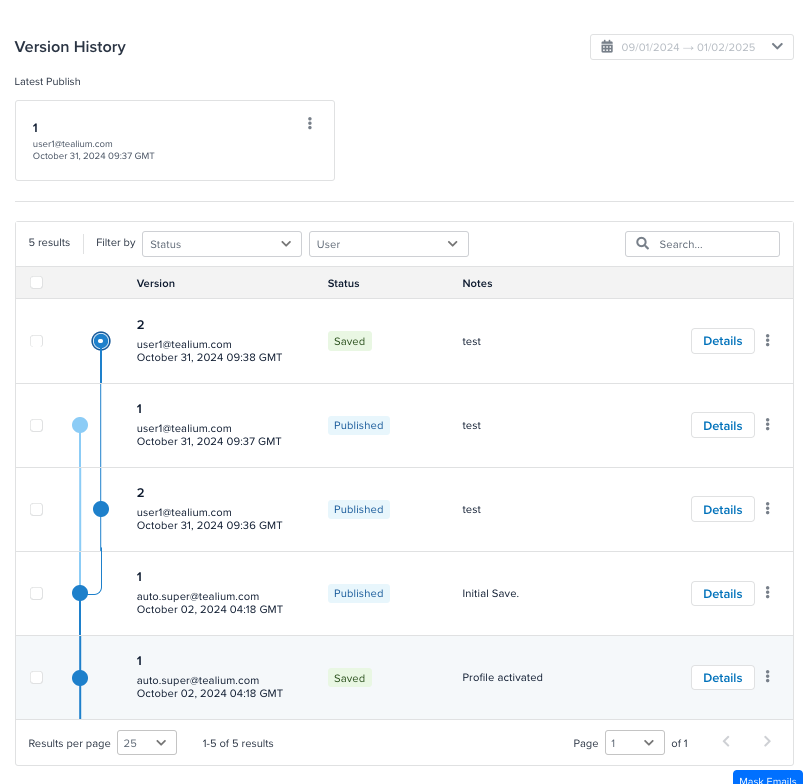 Version History
09/01/2024 → 01/02/2025
Latest Publish
1
user1@tealium.com
October 31, 2024 09:37 GMT
5 results Filter by Status User Search...
Version Status Notes
2
user1@tealium.com
October 31, 2024 09:38 GMT
Saved test Details
1
user1@tealium.com
October 31, 2024 09:37 GMT
Published test Details
2
user1@tealium.com
October 31, 2024 09:36 GMT
Published test Details
1
auto.super@tealium.com
October 02, 2024 04:18 GMT
Published Initial Save. Details
1
auto.super@tealium.com
October 02, 2024 04:18 GMT
Saved Profile activated Details
Results per page 25 1-5 of 5 results Page 1 of 1
Mask Emails